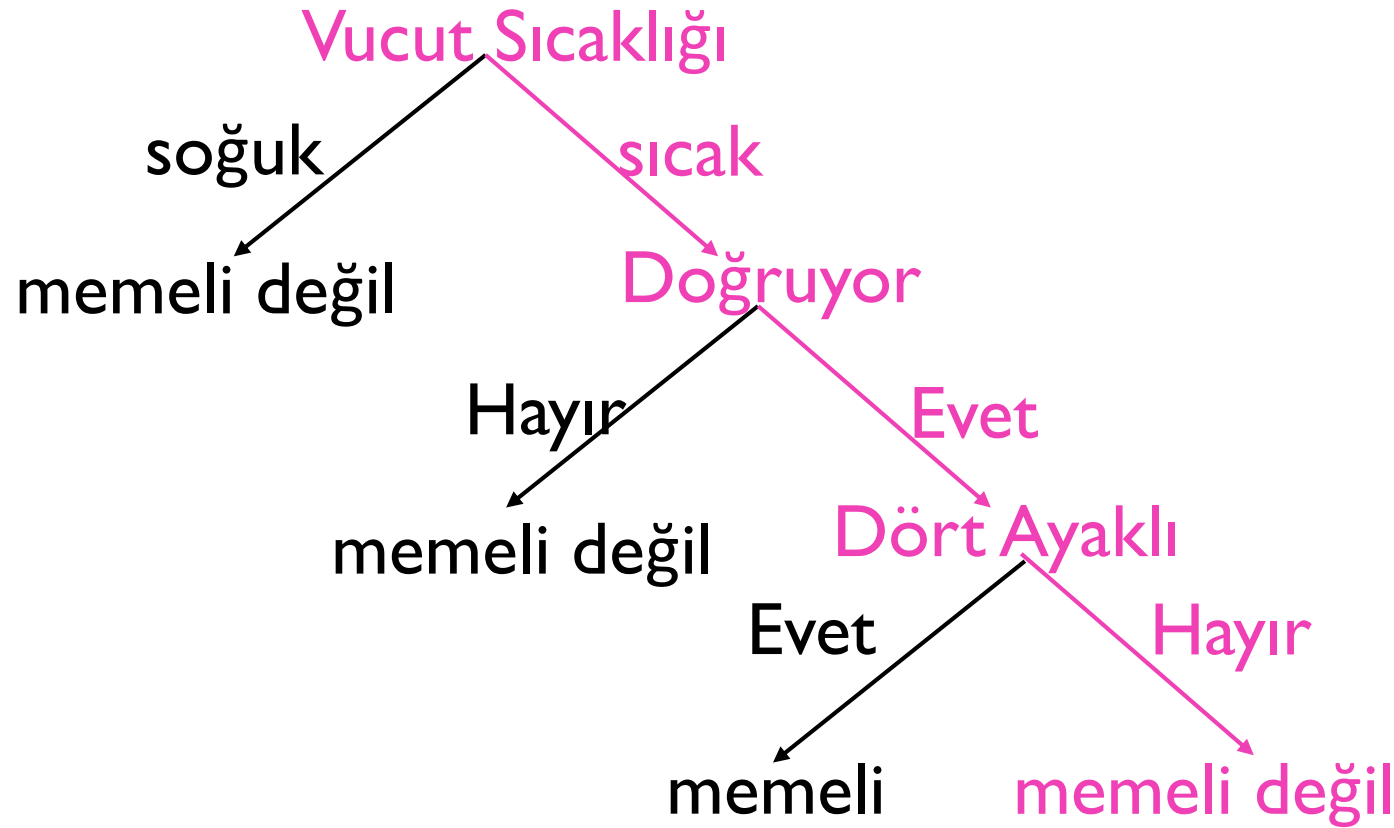 Vucut Sıcaklığı
soğuk
sıcak
memeli değil
Doğruyor
Hayır
Evet
memeli değil
Dört Ayaklı
Evet
Hayır
memeli
memeli değil